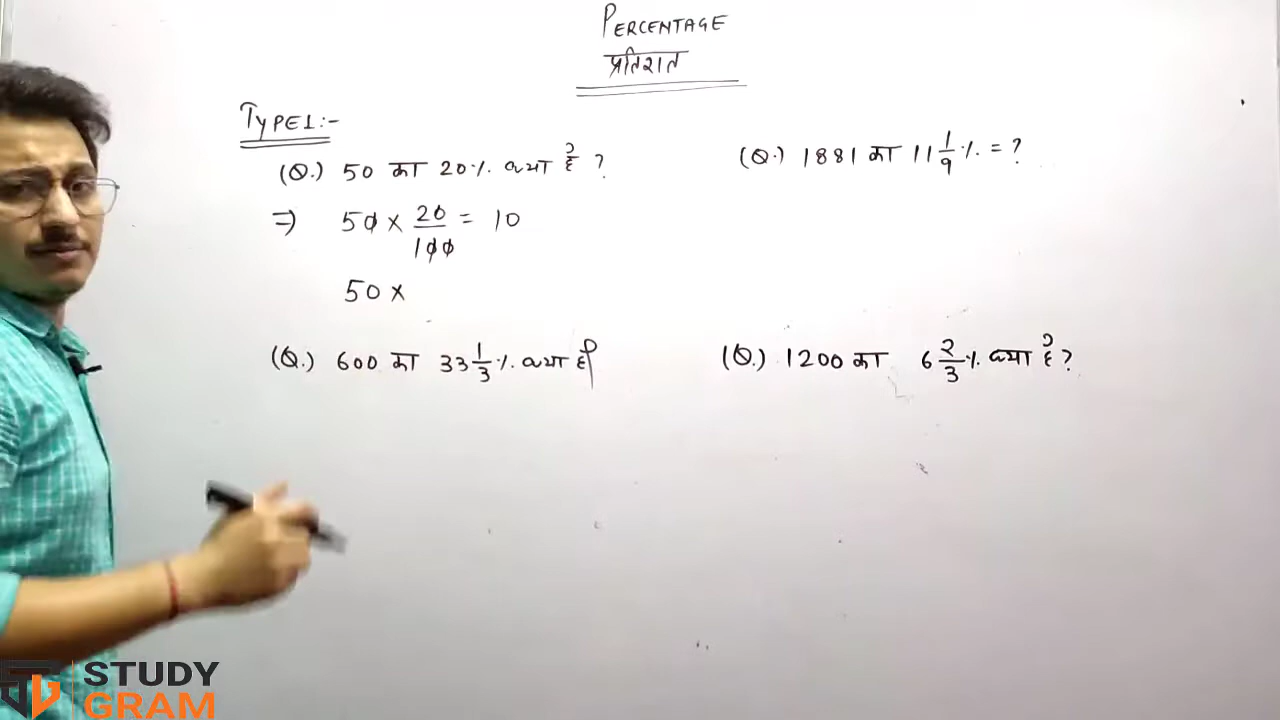 PERCENTAGE
प्रतिशत
TYPE1:-
(Q.) 50 का 20% क्या है ?
⇒ 50 × 20/100 = 10
50 ×
(Q.) 600 का 33 1/3 % क्या है
(Q.) 1881 का 11 1/9 % = ?
(Q.) 1200 का 6 2/3 % क्या है ?
STUDY
GRAM